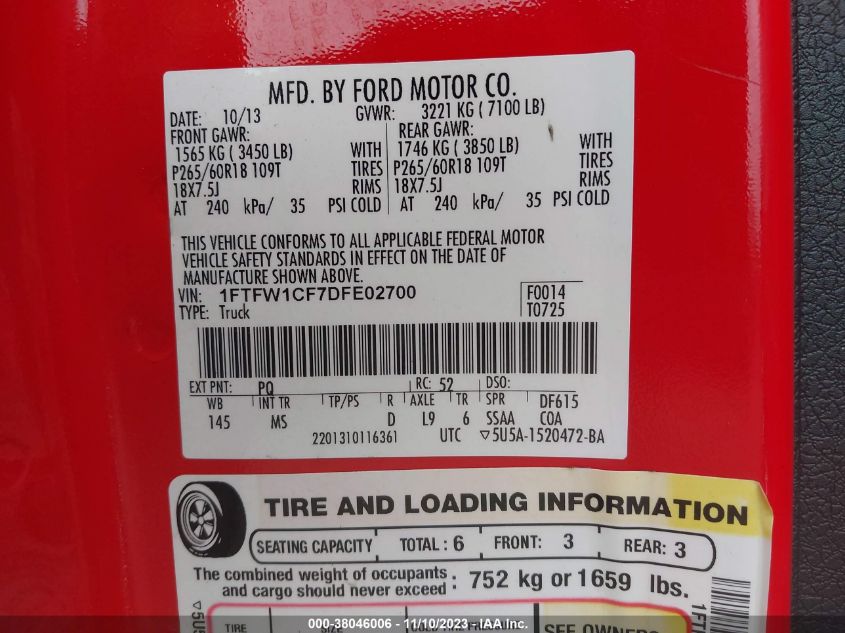 MFD. BY FORD MOTOR CO.
DATE: 10/13 GVWR: 3221 KG ( 7100 LB)
FRONT GAWR: REAR GAWR:
1565 KG ( 3450 LB) WITH 1746 KG ( 3850 LB) WITH
P265/60R18 109T TIRES P265/60R18 109T TIRES
18X7.5J RIMS 18X7.5J RIMS
AT 240 kPa/ 35 PSI COLD AT 240 kPa/ 35 PSI COLD
THIS VEHICLE CONFORMS TO ALL APPLICABLE FEDERAL MOTOR
VEHICLE SAFETY STANDARDS IN EFFECT ON THE DATE OF
MANUFACTURE SHOWN ABOVE.
VIN: 1FTFW1CF7DFE02700 F0014
TYPE: Truck T0725
EXT PNT: PQ RC: 52 DSO:
WB INT TR TP/PS R AXLE TR SPR DF615
145 MS D L9 6 SSAA COA
2201310116361 UTC ▽5U5A-1520472-BA
TIRE AND LOADING INFORMATION
SEATING CAPACITY TOTAL : 6 FRONT: 3 REAR: 3
The combined weight of occupants
and cargo should never exceed : 752 kg or 1659 lbs.
TIRE SIZE SEE OWNERS
▽5U5
1FT
000-38046006 - 11/10/2023 - IAA Inc.